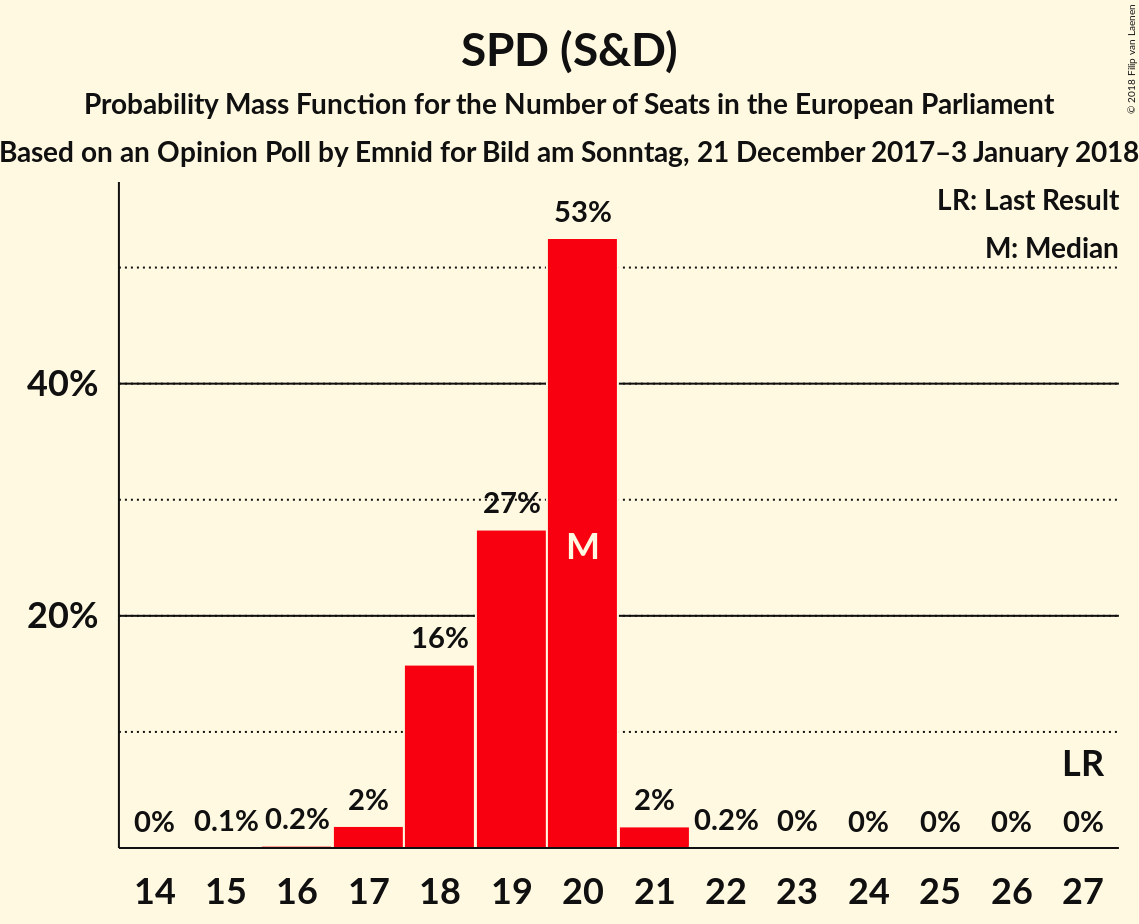 SPD (S&D)
Probability Mass Function for the Number of Seats in the European Parliament
Based on an Opinion Poll by Emnid for Bild am Sonntag, 21 December 2017–3 January 2018
© 2018 Filip van Laenen
LR: Last Result
M: Median
53%
40%
27%
M
20%
16%
LR
0% 0.1% 0.2% 2% 2% 0.2% 0% 0% 0% 0% 0%
14 15 16 17 18 19 20 21 22 23 24 25 26 27